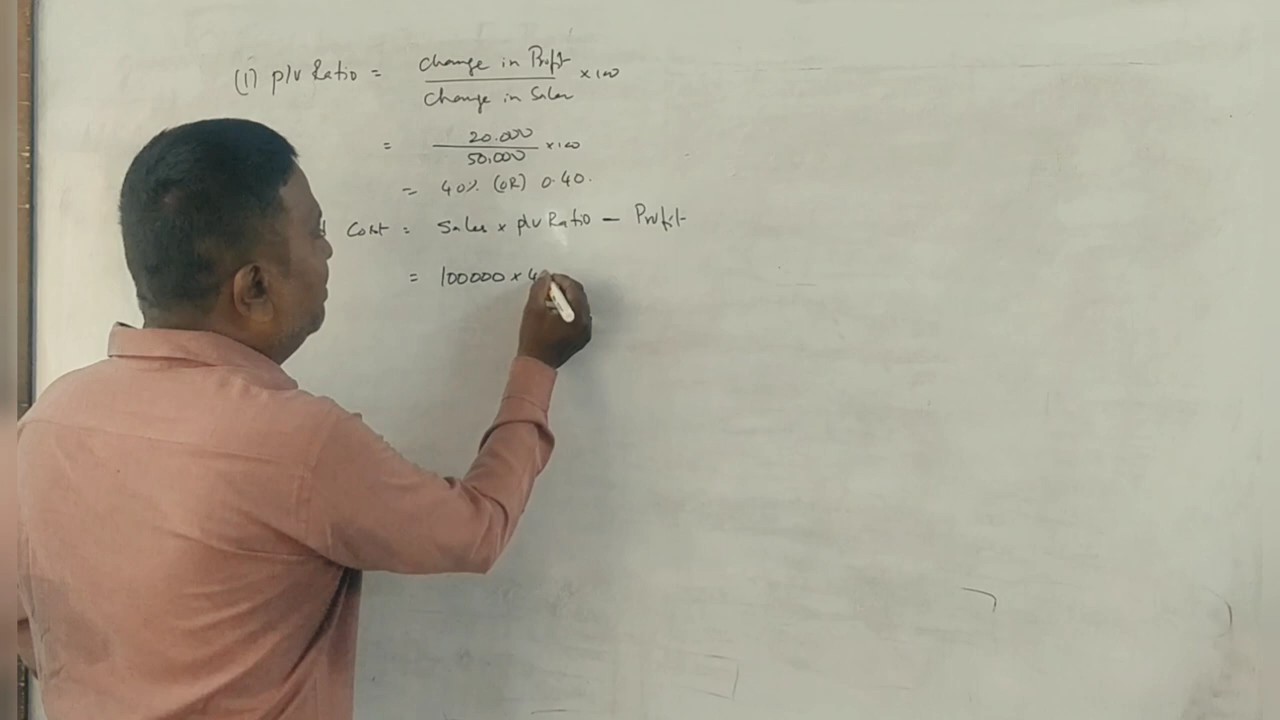 (1) P/V Ratio = Change in Profit / Change in Sales × 100
= 20,000 / 50,000 × 100
= 40% (OR) 0.40.
Cost = Sales × P/V Ratio – Profit
= 100000 × 4